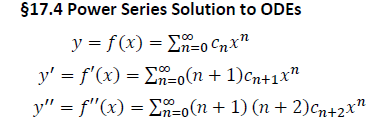 §17.4 Power Series Solution to ODEs
y = f(x) = ∑_{n=0}^{∞} c_n x^n
y′ = f′(x) = ∑_{n=0}^{∞} (n + 1)c_{n+1} x^n
y″ = f″(x) = ∑_{n=0}^{∞} (n + 1) (n + 2)c_{n+2} x^n